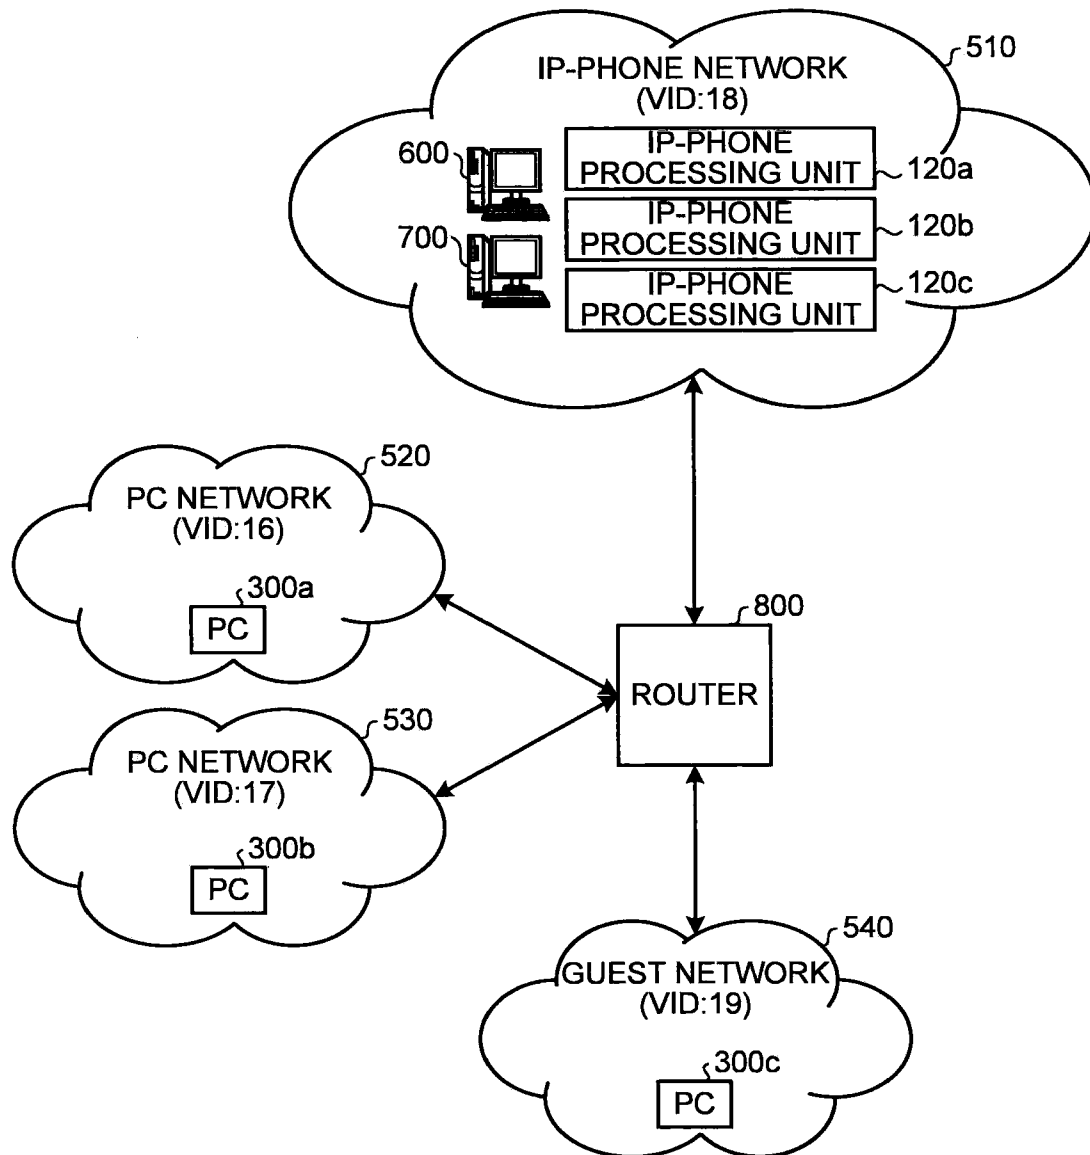 510
IP-PHONE NETWORK
(VID:18)
600
IP-PHONE
PROCESSING UNIT
120a
700
IP-PHONE
PROCESSING UNIT
120b
IP-PHONE
PROCESSING UNIT
120c
520
PC NETWORK
(VID:16)
300a
PC
800
ROUTER
530
PC NETWORK
(VID:17)
300b
PC
540
GUEST NETWORK
(VID:19)
300c
PC